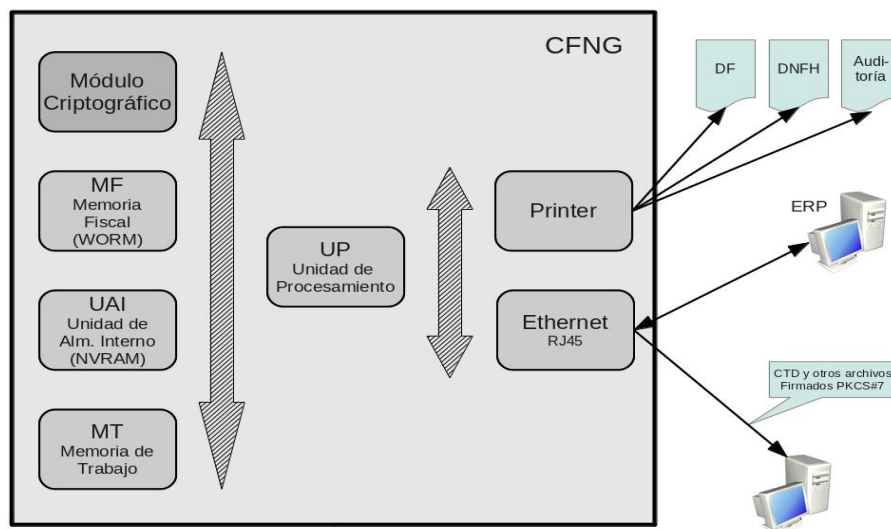 CFNG
Módulo
Criptográfico
MF
Memoria
Fiscal
(WORM)
UAI
Unidad de
Alm. Interno
(NVRAM)
MT
Memoria de
Trabajo
UP
Unidad de
Procesamiento
Printer
Ethernet
RJ45
DF
DNFH
Audi-
toría
ERP
CTD y otros archivos
Firmados PKCS#7